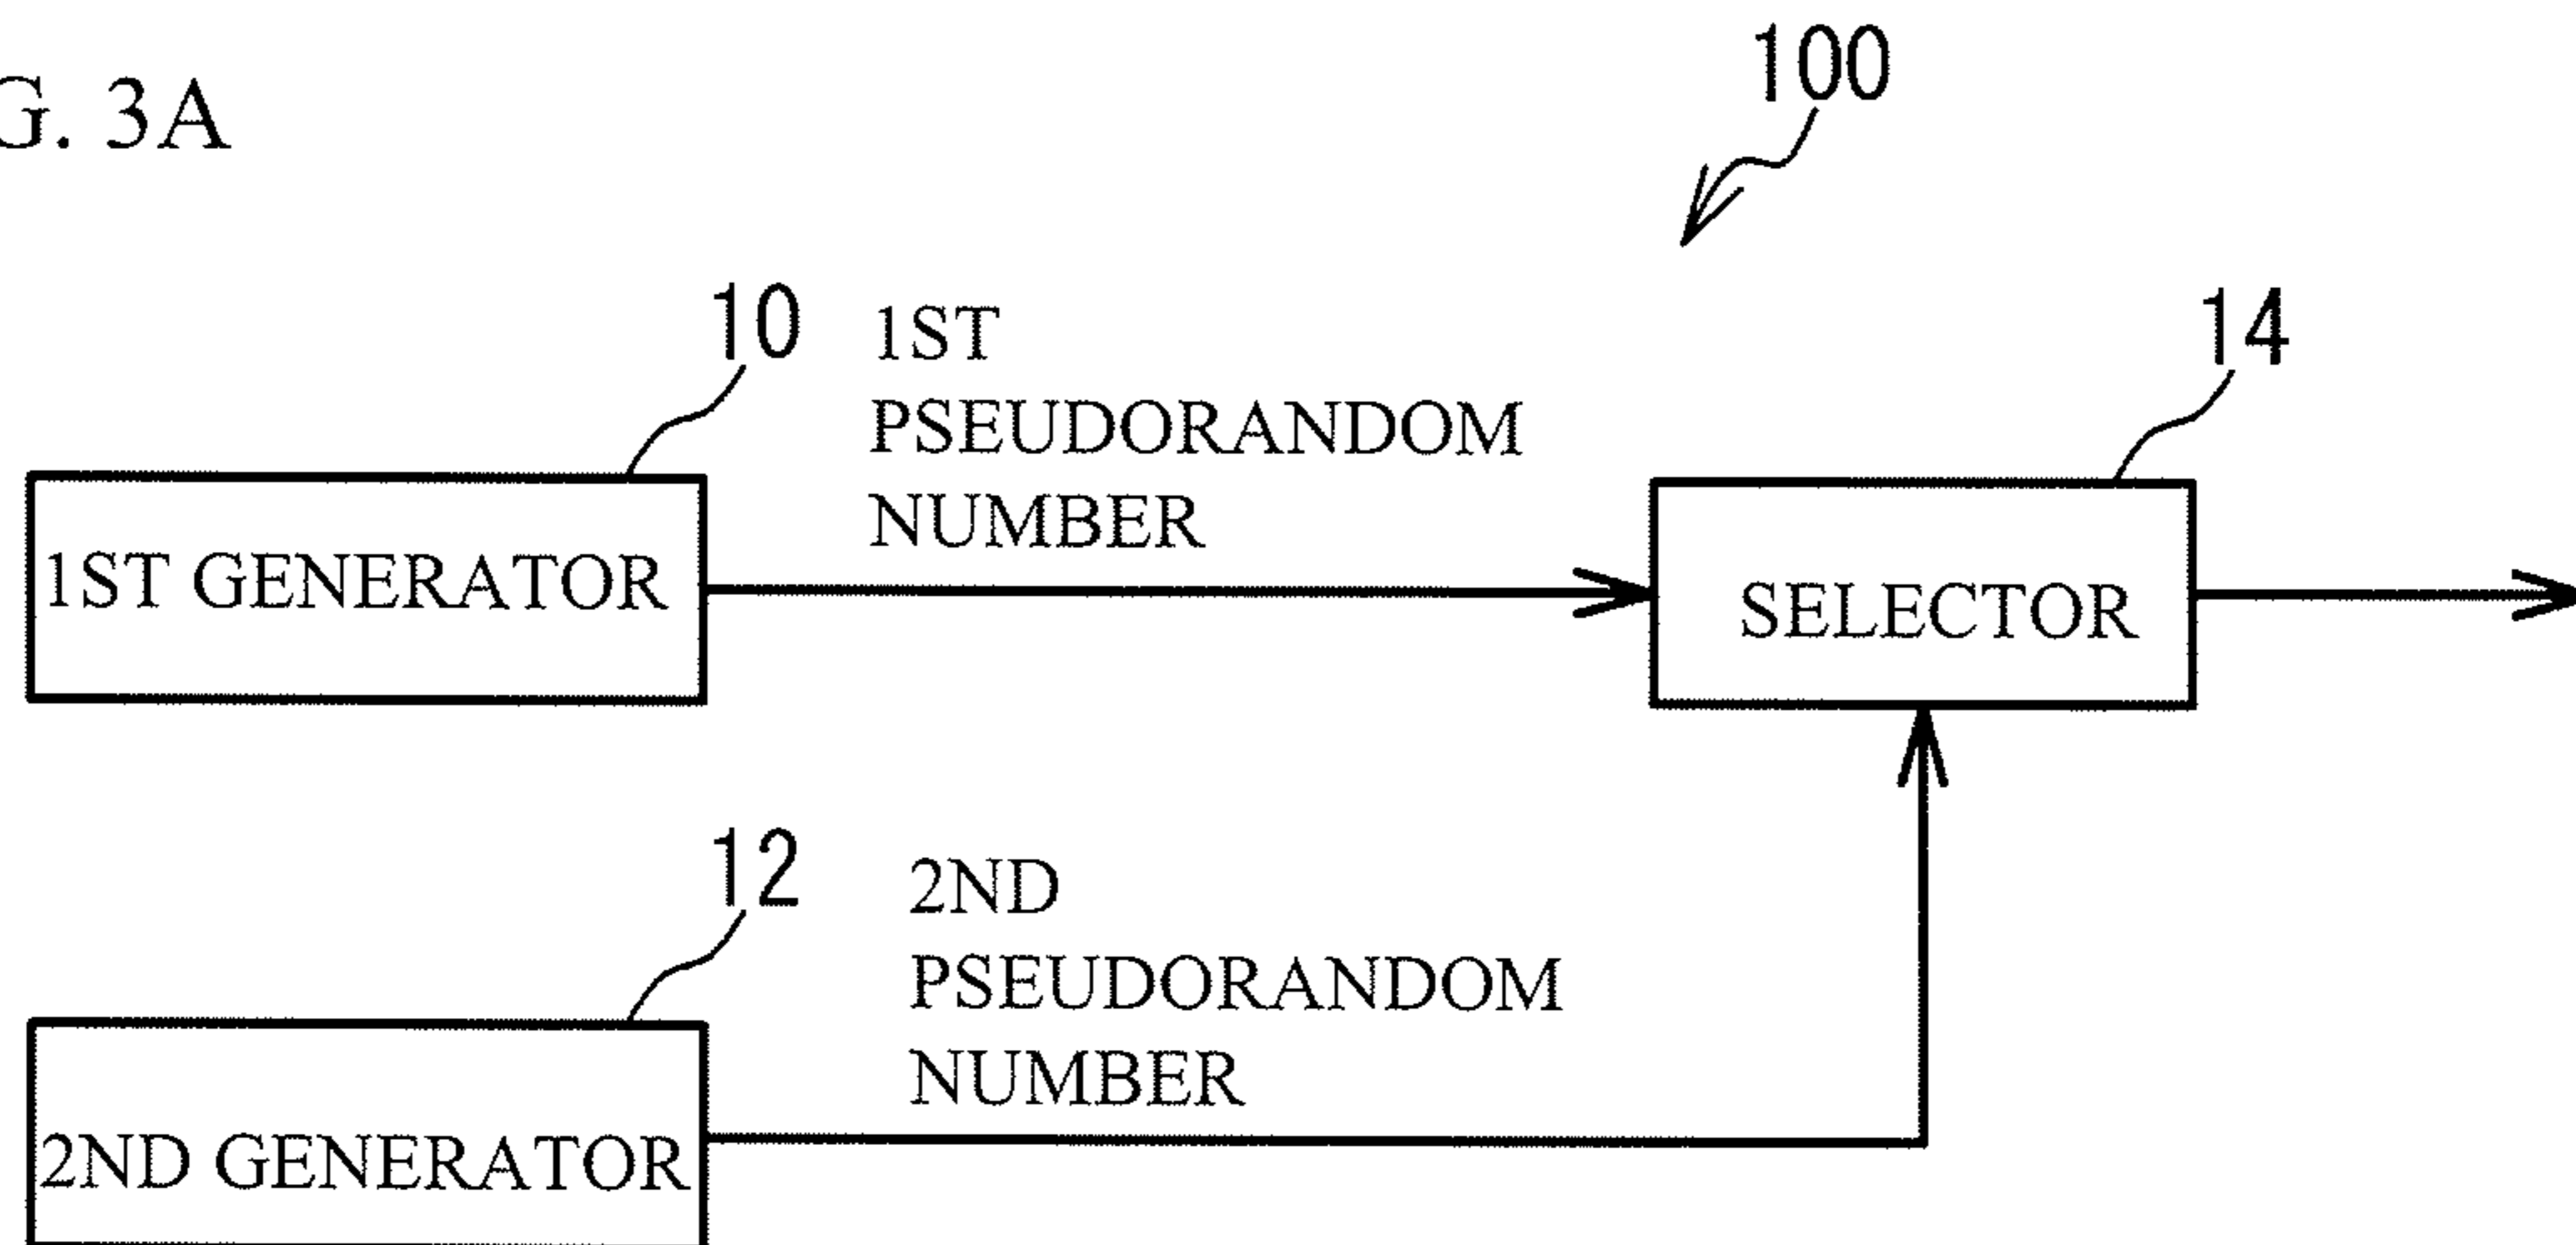 G. 3A
100
10
1ST
PSEUDORANDOM
NUMBER
14
1ST GENERATOR
SELECTOR
12
2ND
PSEUDORANDOM
NUMBER
2ND GENERATOR